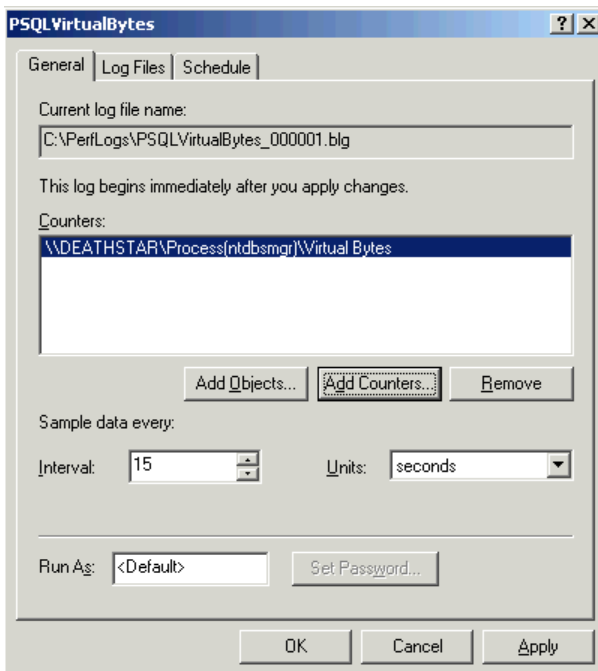 PSQLVirtualBytes
General Log Files Schedule
Current log file name:
C:\PerfLogs\PSQLVirtualBytes_000001.blg
This log begins immediately after you apply changes.
Counters:
\\DEATHSTAR\Process(ntdbsmgr)\Virtual Bytes
Add Objects... Add Counters... Remove
Sample data every:
Interval: 15 Units: seconds
Run As: <Default> Set Password...
OK Cancel Apply